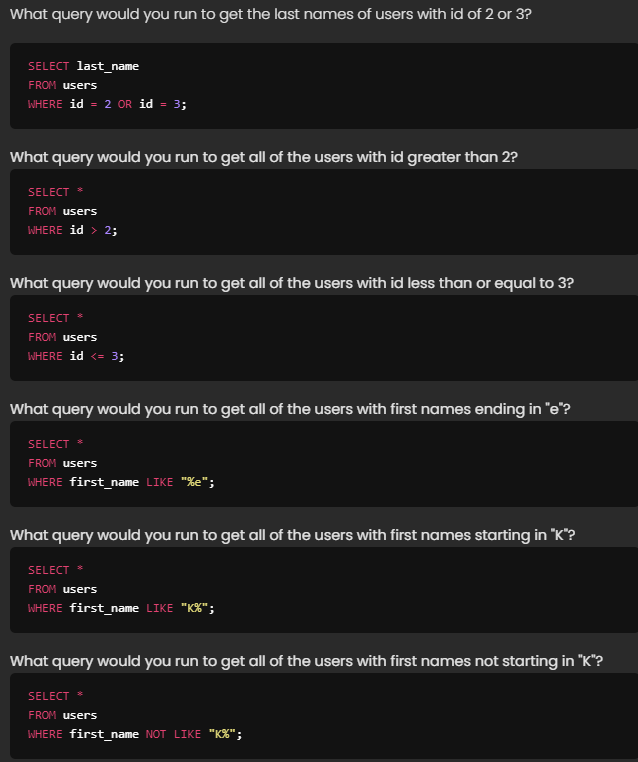 What query would you run to get the last names of users with id of 2 or 3?
SELECT last_name
FROM users
WHERE id = 2 OR id = 3;
What query would you run to get all of the users with id greater than 2?
SELECT *
FROM users
WHERE id > 2;
What query would you run to get all of the users with id less than or equal to 3?
SELECT *
FROM users
WHERE id <= 3;
What query would you run to get all of the users with first names ending in "e"?
SELECT *
FROM users
WHERE first_name LIKE "%e";
What query would you run to get all of the users with first names starting in "K"?
SELECT *
FROM users
WHERE first_name LIKE "K%";
What query would you run to get all of the users with first names not starting in "K"?
SELECT *
FROM users
WHERE first_name NOT LIKE "K%";